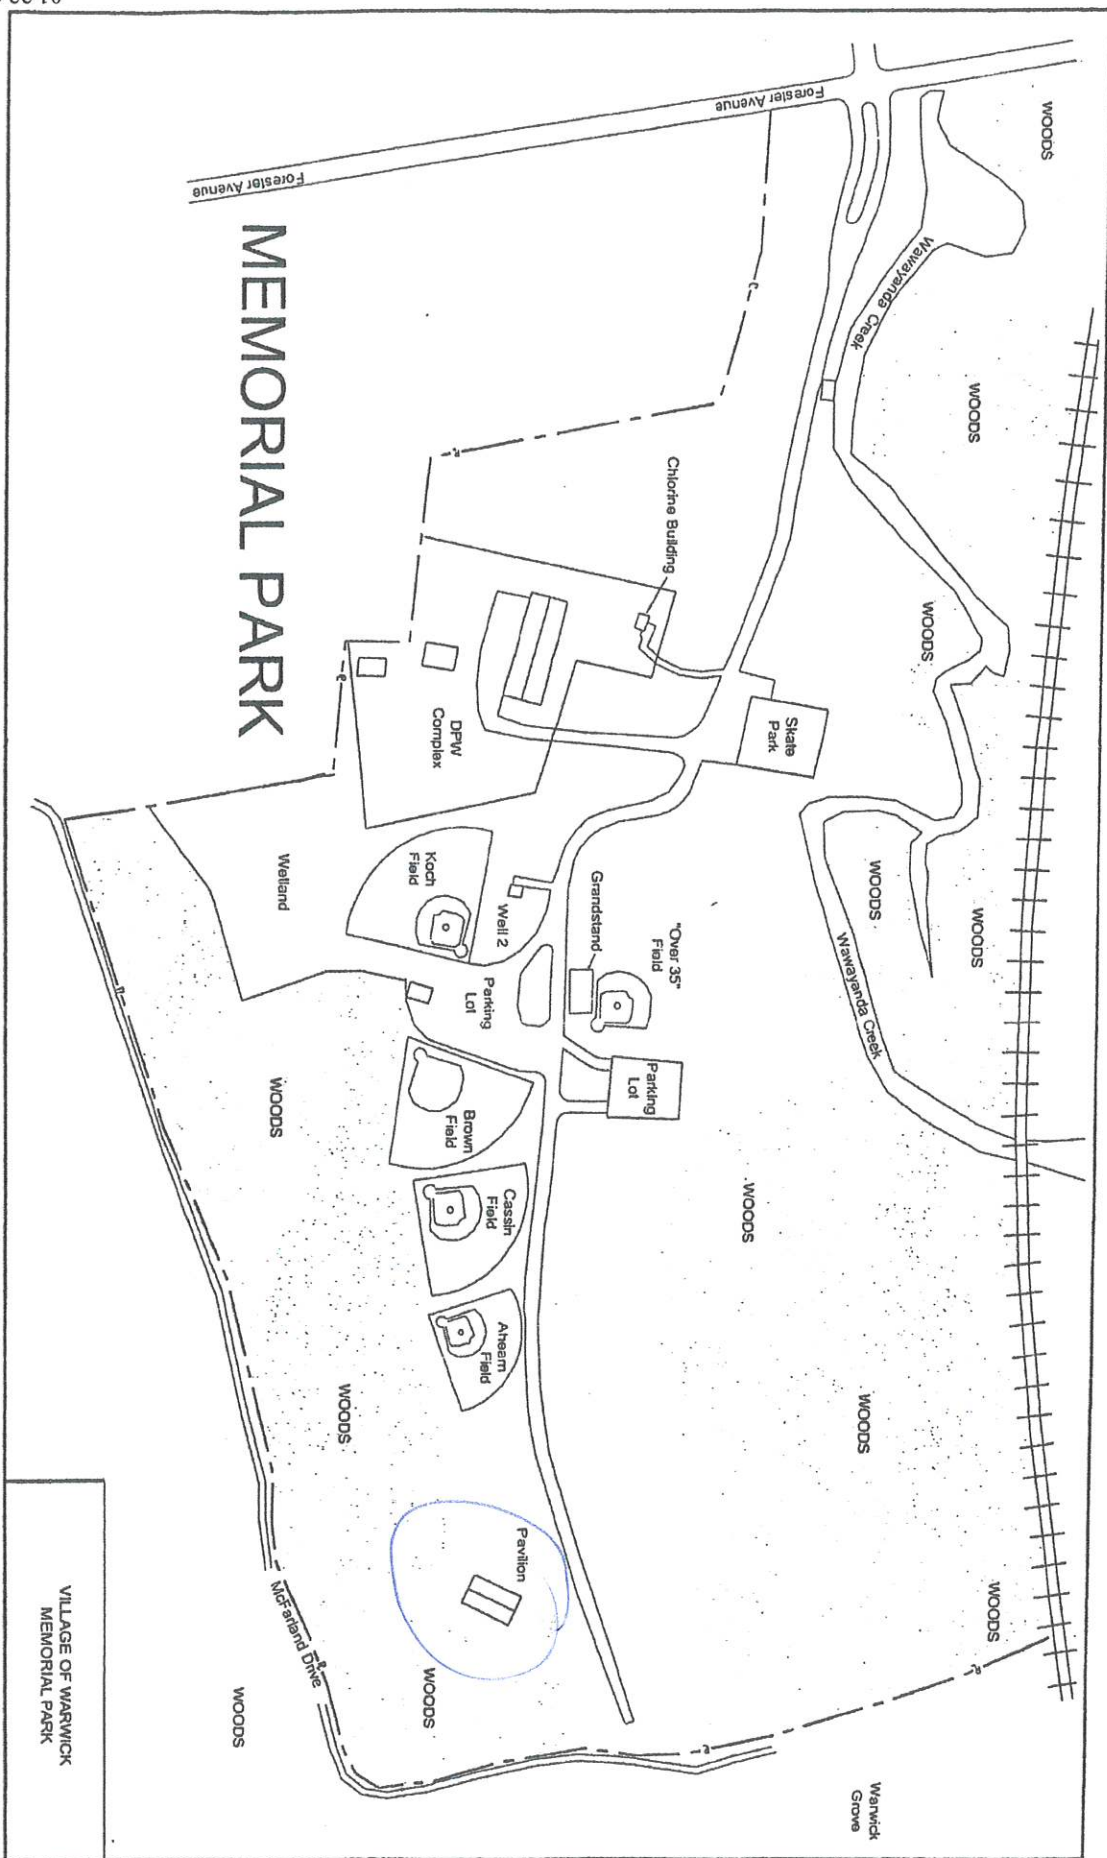 Forester Avenue
Forester Avenue
MEMORIAL PARK
WOODS
Wawayanda Creek
WOODS
Chlorine Building
WOODS
Skate
Park
DPW
Complex
Koch
Field
Wetland
Well 2
Grandstand
"Over 35"
Field
WOODS
WOODS
Wawayanda Creek
Parking
Lot
Parking
Lot
WOODS
Brown
Field
Cassin
Field
WOODS
Ahearn
Field
WOODS
WOODS
Pavilion
WOODS
McFarland Drive
WOODS
WOODS
Warwick
Grove
VILLAGE OF WARWICK
MEMORIAL PARK